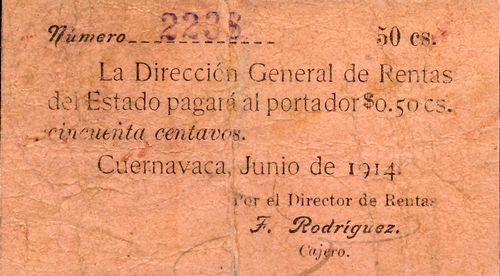 Número 2238 50 cs.
La Dirección General de Rentas
del Estado pagará al portador $0.50 cs.
cincuenta centavos.
Cuernavaca, Junio de 1914.
Por el Director de Rentas
F. Rodríguez.
Cajero.